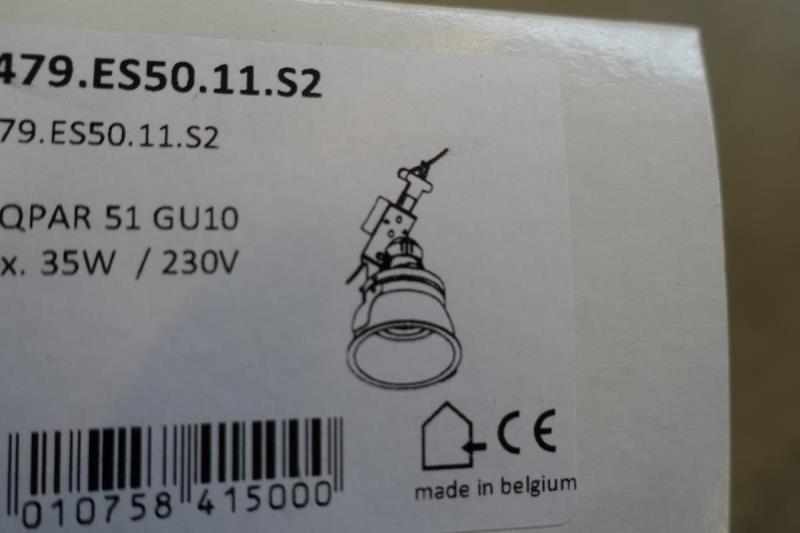 479.ES50.11.S2
79.ES50.11.S2
QPAR 51 GU10
x. 35W / 230V
CE
010758 415000
made in belgium